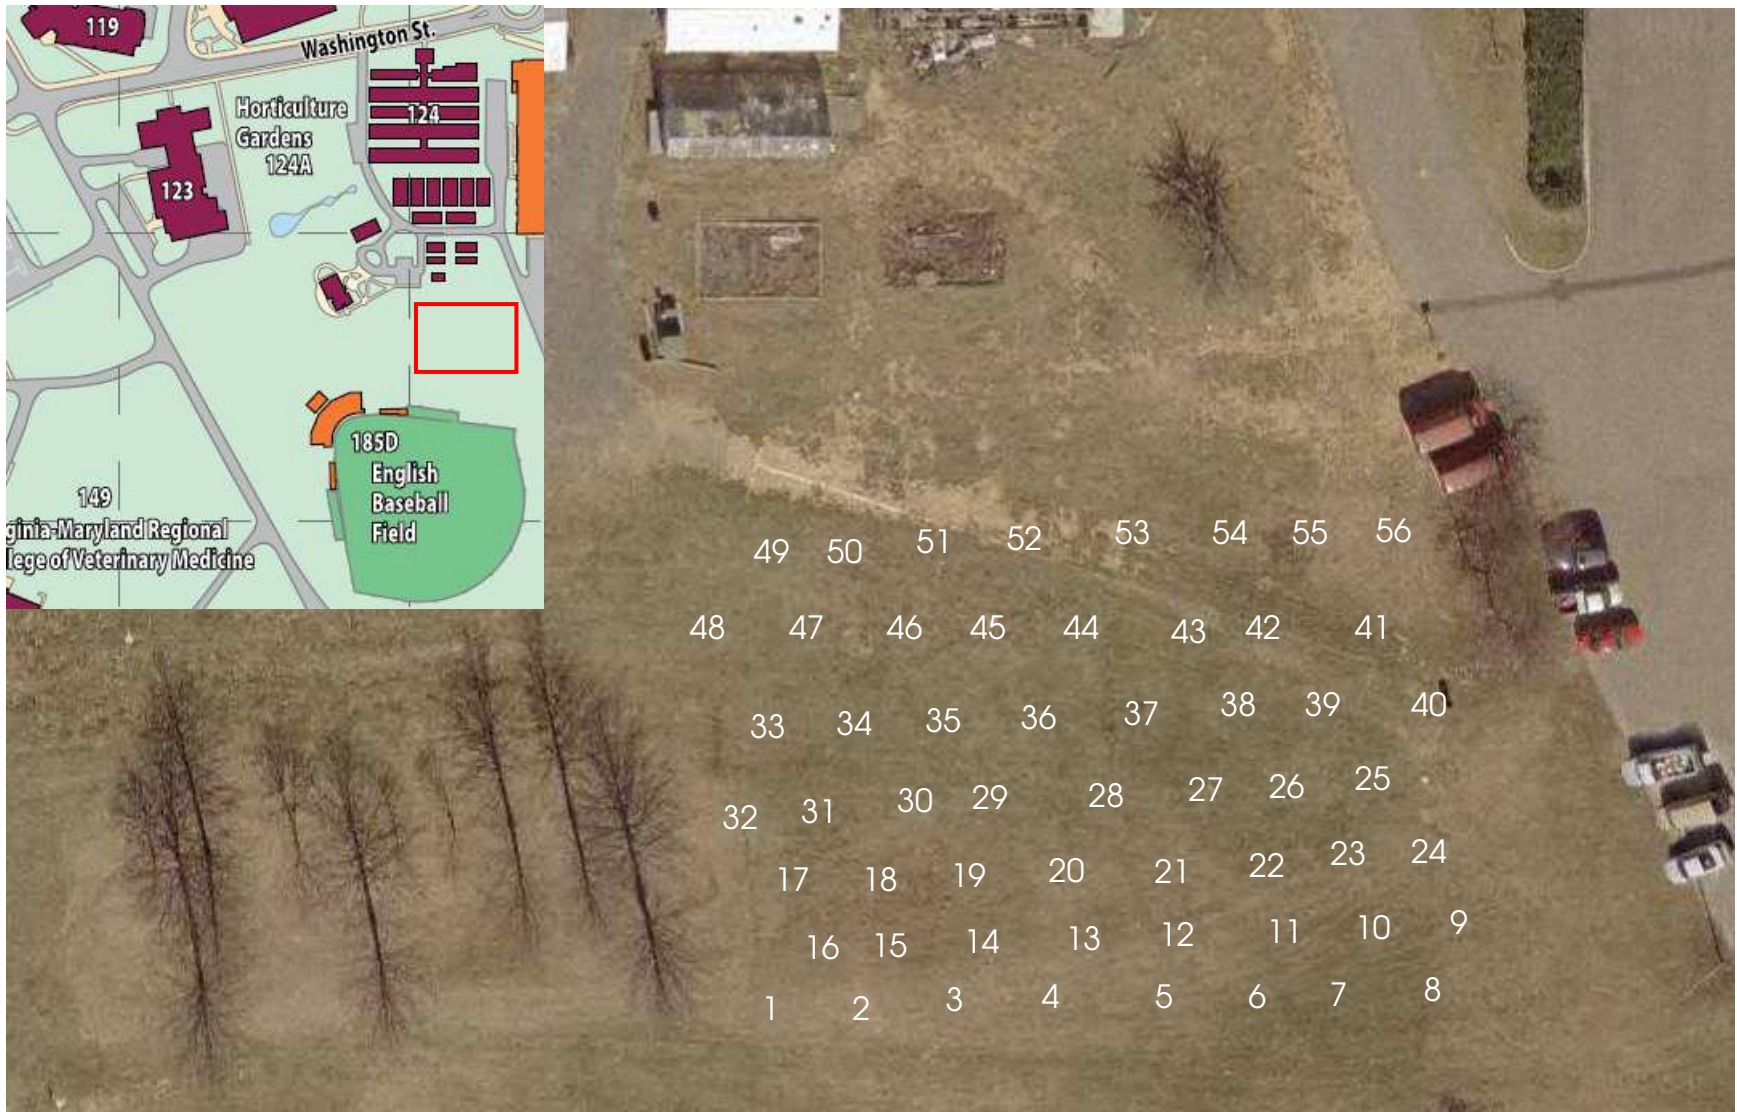 119
Washington St.
Horticulture
Gardens
124A
124
123
185D
English
Baseball
Field
149
ginia-Maryland Regional
lege of Veterinary Medicine
49 50 51 52 53 54 55 56
48 47 46 45 44 43 42 41
33 34 35 36 37 38 39 40
32 31 30 29 28 27 26 25
17 18 19 20 21 22 23 24
16 15 14 13 12 11 10 9
1 2 3 4 5 6 7 8